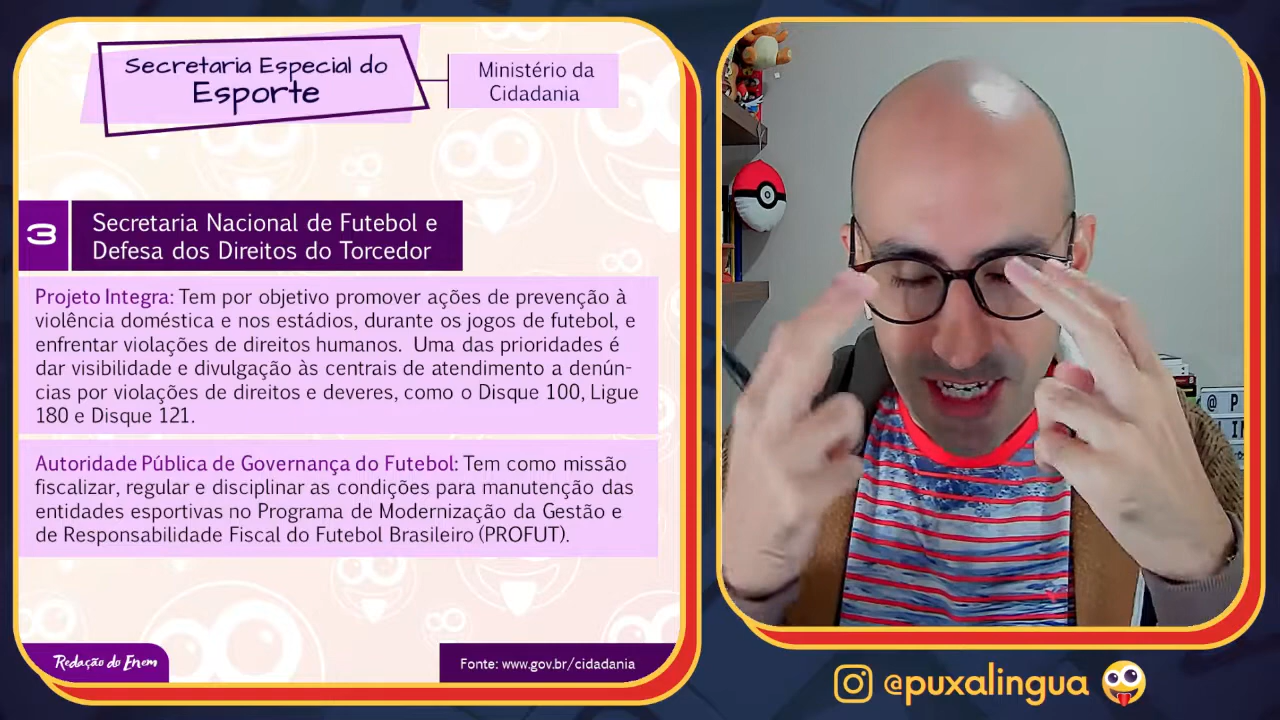 Secretaria Especial do
Esporte
Ministério da
Cidadania
3
Secretaria Nacional de Futebol e
Defesa dos Direitos do Torcedor
Projeto Integra: Tem por objetivo promover ações de prevenção à
violência doméstica e nos estádios, durante os jogos de futebol, e
enfrentar violações de direitos humanos. Uma das prioridades é
dar visibilidade e divulgação às centrais de atendimento a denún-
cias por violações de direitos e deveres, como o Disque 100, Ligue
180 e Disque 121.
Autoridade Pública de Governança do Futebol: Tem como missão
fiscalizar, regular e disciplinar as condições para manutenção das
entidades esportivas no Programa de Modernização da Gestão e
de Responsabilidade Fiscal do Futebol Brasileiro (PROFUT).
Redação do Enem
Fonte: www.gov.br/cidadania
@ P
@puxalingua